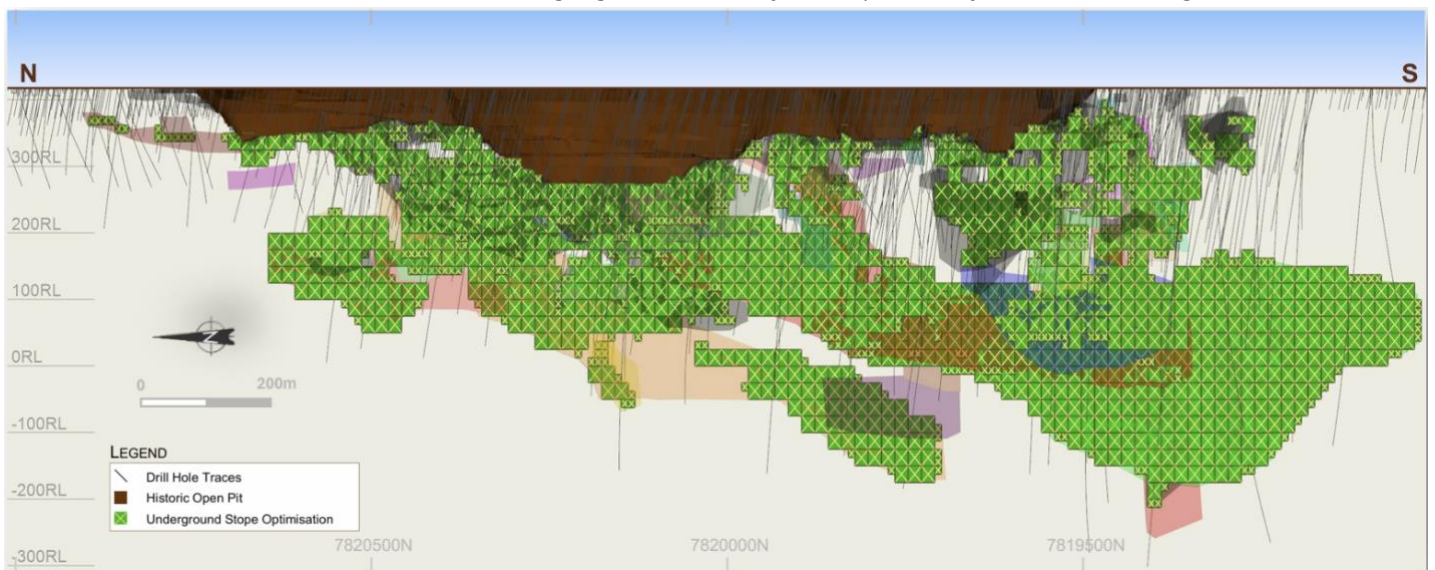 N
S
300RL
200RL
100RL
0RL
-100RL
-200RL
-300RL
0 200m
LEGEND
Drill Hole Traces
Historic Open Pit
Underground Stope Optimisation
7820500N 7820000N 7819500N